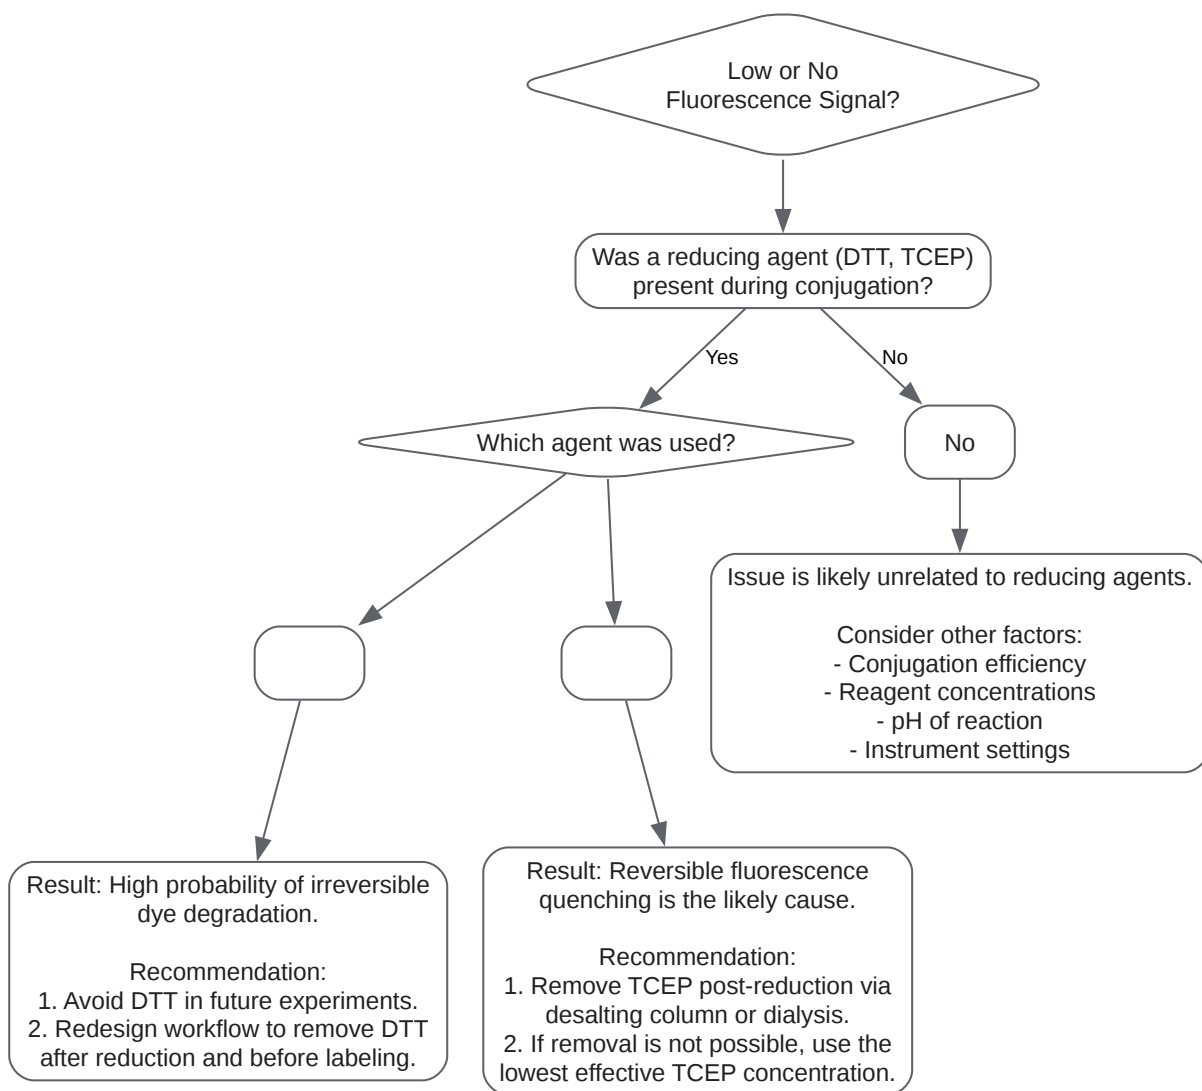 Low or No
Fluorescence Signal?
Was a reducing agent (DTT, TCEP)
present during conjugation?
Yes
No
Which agent was used?
No
Issue is likely unrelated to reducing agents.
Consider other factors:
- Conjugation efficiency
- Reagent concentrations
- pH of reaction
- Instrument settings
Result: High probability of irreversible
dye degradation.
Recommendation:
1. Avoid DTT in future experiments.
2. Redesign workflow to remove DTT
after reduction and before labeling.
Result: Reversible fluorescence
quenching is the likely cause.
Recommendation:
1. Remove TCEP post-reduction via
desalting column or dialysis.
2. If removal is not possible, use the
lowest effective TCEP concentration.